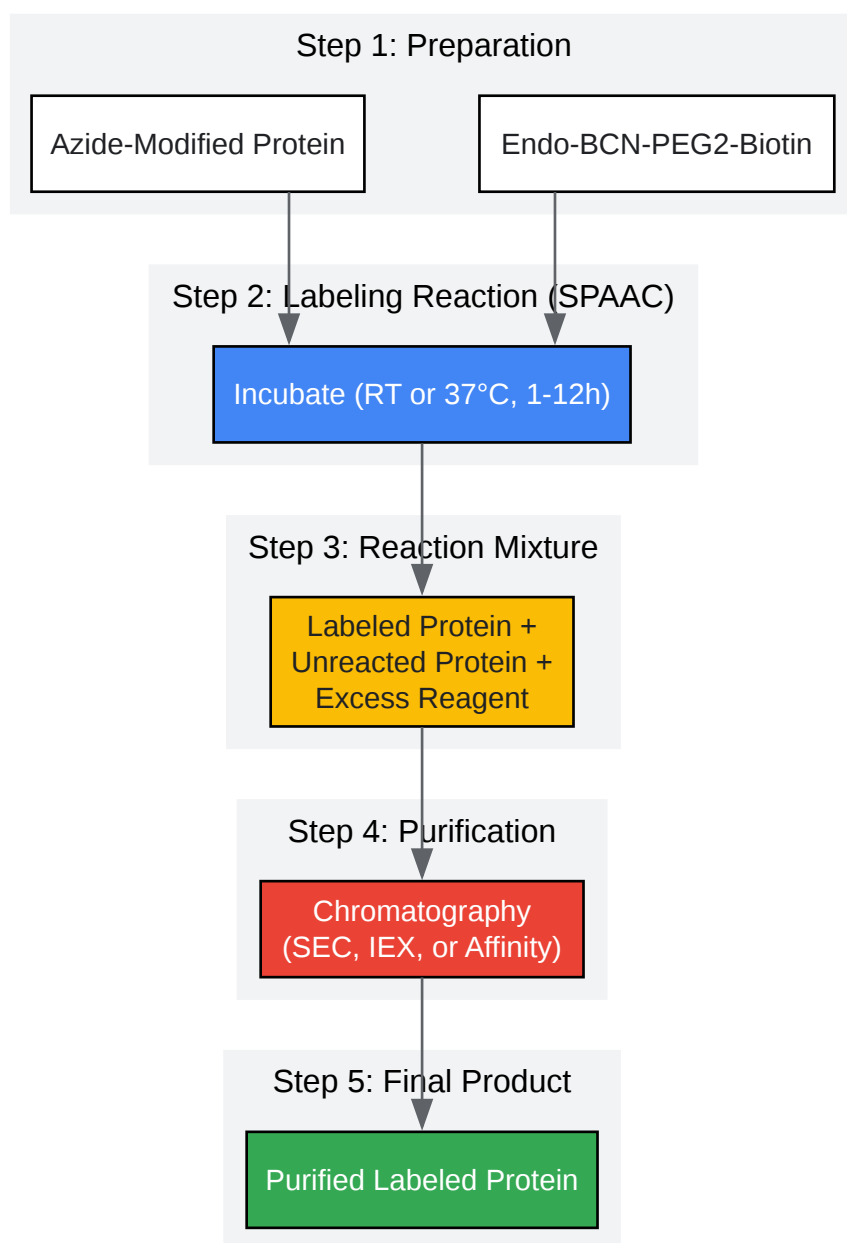 Step 1: Preparation
Azide-Modified Protein
Endo-BCN-PEG2-Biotin
Step 2: Labeling Reaction (SPAAC)
Incubate (RT or 37°C, 1-12h)
Step 3: Reaction Mixture
Labeled Protein +
Unreacted Protein +
Excess Reagent
Step 4: Purification
Chromatography
(SEC, IEX, or Affinity)
Step 5: Final Product
Purified Labeled Protein